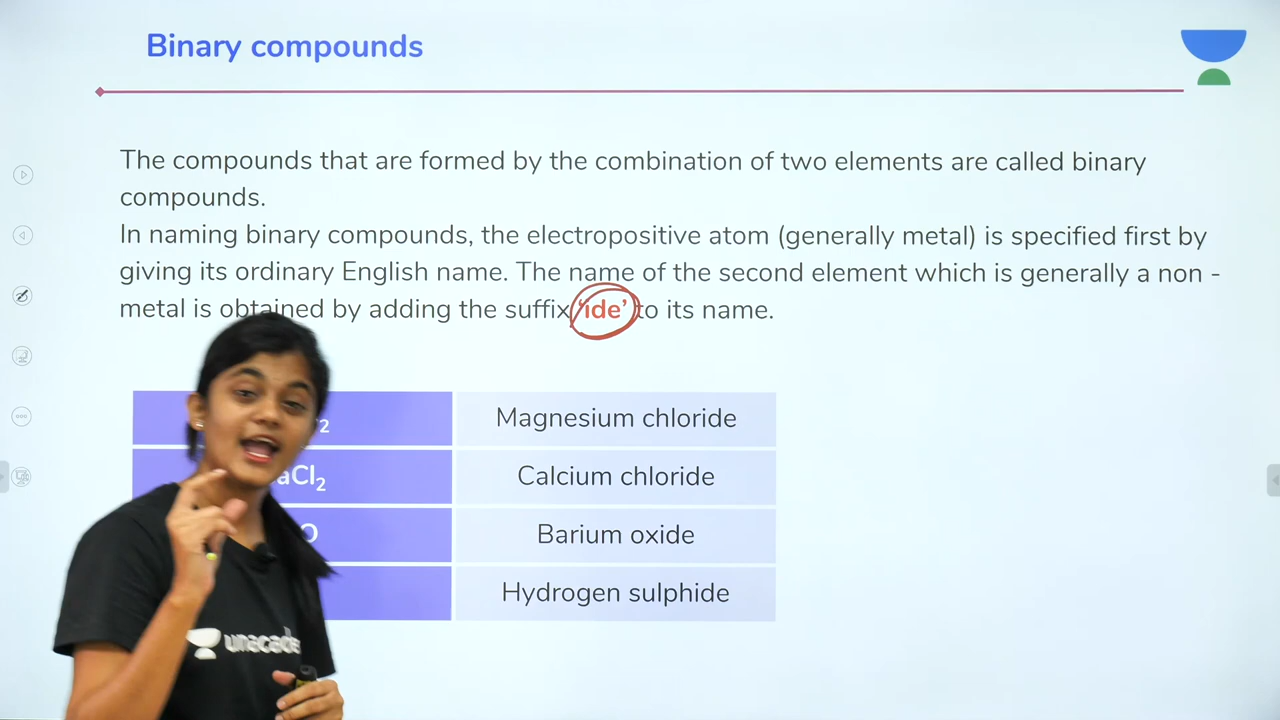 Binary compounds
The compounds that are formed by the combination of two elements are called binary
compounds.
In naming binary compounds, the electropositive atom (generally metal) is specified first by
giving its ordinary English name. The name of the second element which is generally a non -
metal is obtained by adding the suffix 'ide' to its name.
2 Magnesium chloride
aCl₂ Calcium chloride
O Barium oxide
Hydrogen sulphide
unacade